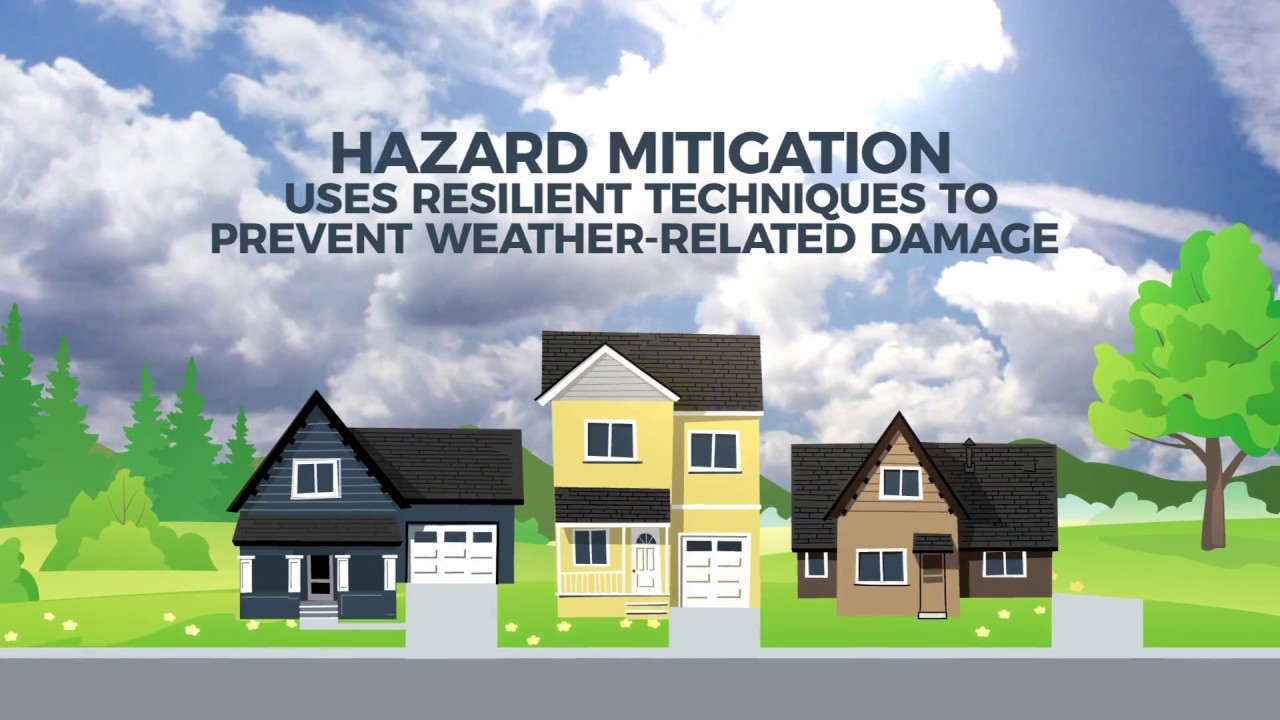 HAZARD MITIGATION
USES RESILIENT TECHNIQUES TO
PREVENT WEATHER-RELATED DAMAGE